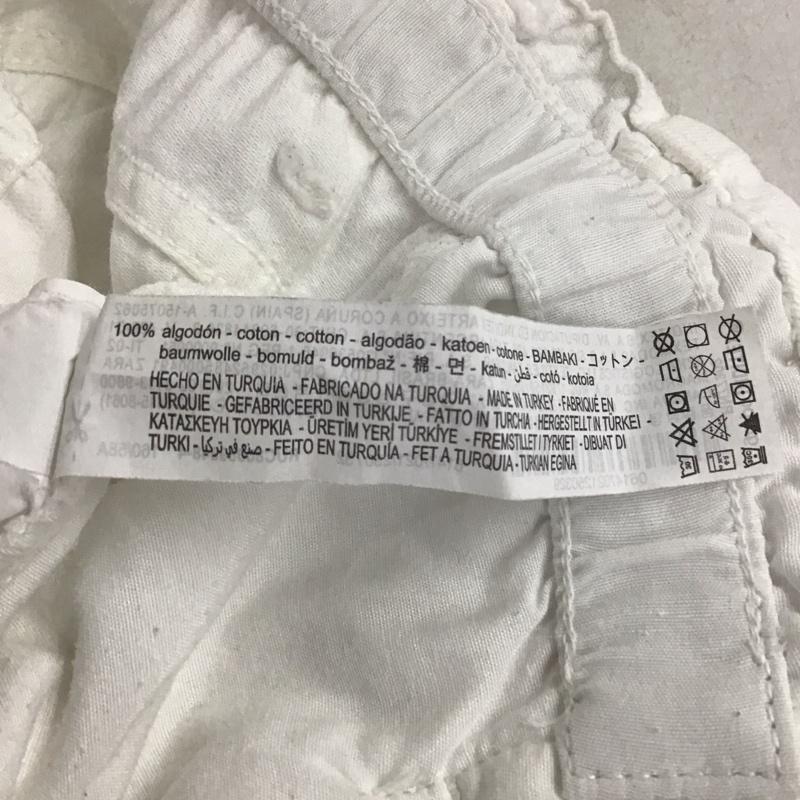 100% algodón - coton - cotton - algodão - katoen - cotone - BAMBAKI - コットン -
baumwolle - bomuld - bombaž - 棉 - 면 - katun - قطن - cotó - kotoia
HECHO EN TURQUIA - FABRICADO NA TURQUIA - MADE IN TURKEY - FABRIQUÉ EN
TURQUIE - GEFABRICEERD IN TURKIJE - FATTO IN TURCHIA - HERGESTELLT IN TÜRKEI -
ΚΑΤΑΣΚΕΥΗ ΤΟΥΡΚΙΑ - ÜRETİM YERİ TÜRKİYE - FREMSTILLET I TYRKIET - DIBUAT DI
TURKI - صنع في تركيا - FEITO EN TURQUÍA - FET A TURQUIA - TURKIAN EGINA